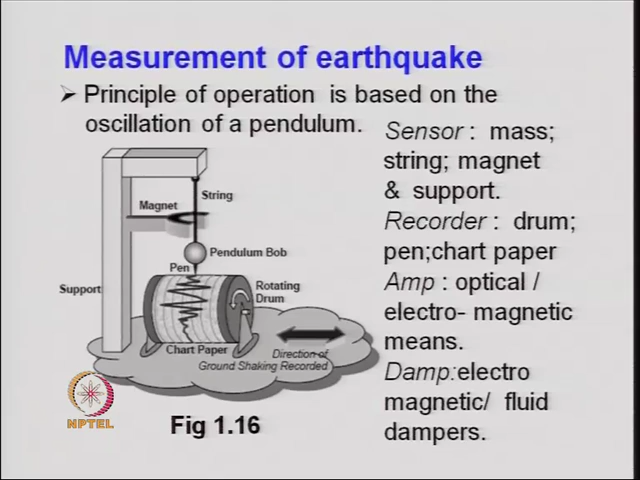 Measurement of earthquake
➢ Principle of operation is based on the
oscillation of a pendulum.
Sensor : mass;
string; magnet
& support.
Recorder : drum;
pen;chart paper
Amp : optical /
electro- magnetic
means.
Damp:electro
magnetic/ fluid
dampers.
String
Magnet
Pendulum Bob
Pen
Support
Rotating
Drum
Chart Paper
Direction of
Ground Shaking Recorded
NPTEL
Fig 1.16